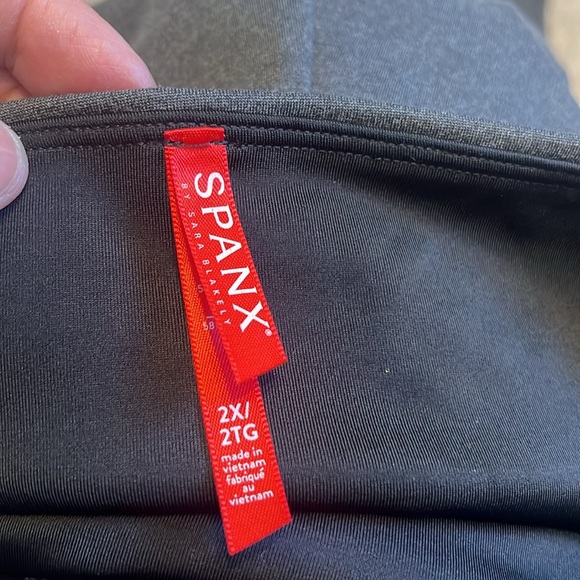 SPANX®
BY SARA BLAKELY
2X/
2TG
made in
vietnam
fabriqué
au
vietnam